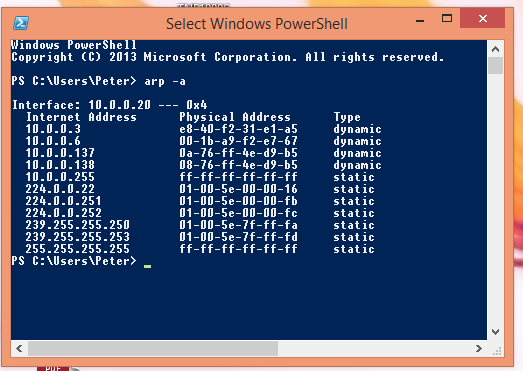 Select Windows PowerShell
Windows PowerShell
Copyright (C) 2013 Microsoft Corporation. All rights reserved.
PS C:\Users\Peter> arp -a
Interface: 10.0.0.20 --- 0x4
Internet Address Physical Address Type
10.0.0.3 e8-40-f2-31-e1-a5 dynamic
10.0.0.6 00-1b-a9-f2-e7-67 dynamic
10.0.0.137 0a-76-ff-4e-d9-b5 dynamic
10.0.0.138 08-76-ff-4e-d9-b5 dynamic
10.0.0.255 ff-ff-ff-ff-ff-ff static
224.0.0.22 01-00-5e-00-00-16 static
224.0.0.251 01-00-5e-00-00-fb static
224.0.0.252 01-00-5e-00-00-fc static
239.255.255.250 01-00-5e-7f-ff-fa static
239.255.255.253 01-00-5e-7f-ff-fd static
255.255.255.255 ff-ff-ff-ff-ff-ff static
PS C:\Users\Peter>
PDF